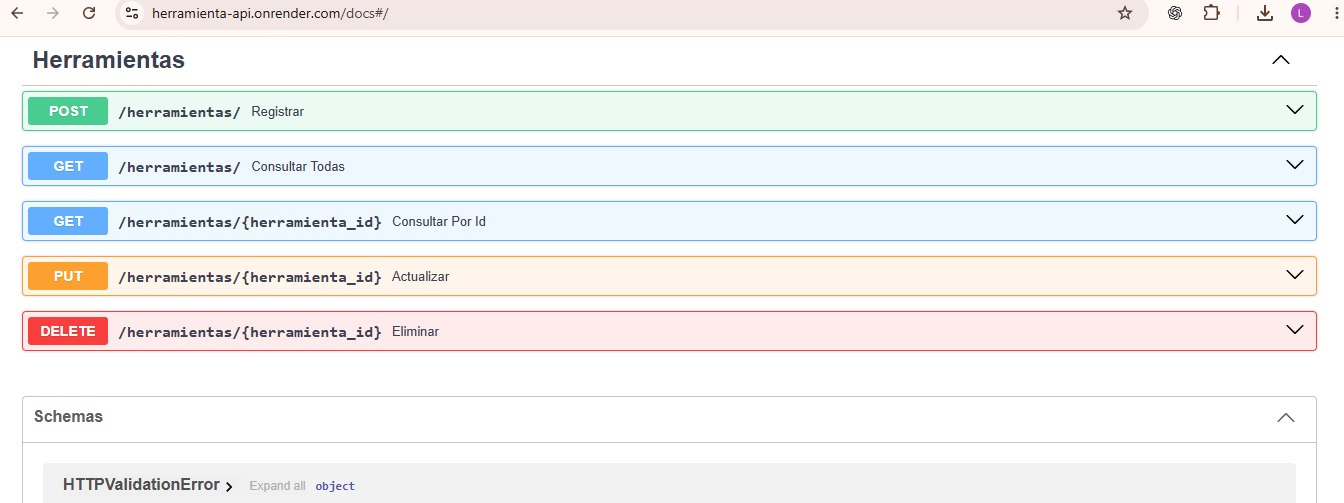 herramienta-api.onrender.com/docs#/
L
Herramientas
POST /herramientas/ Registrar
GET /herramientas/ Consultar Todas
GET /herramientas/{herramienta_id} Consultar Por Id
PUT /herramientas/{herramienta_id} Actualizar
DELETE /herramientas/{herramienta_id} Eliminar
Schemas
HTTPValidationError Expand all object